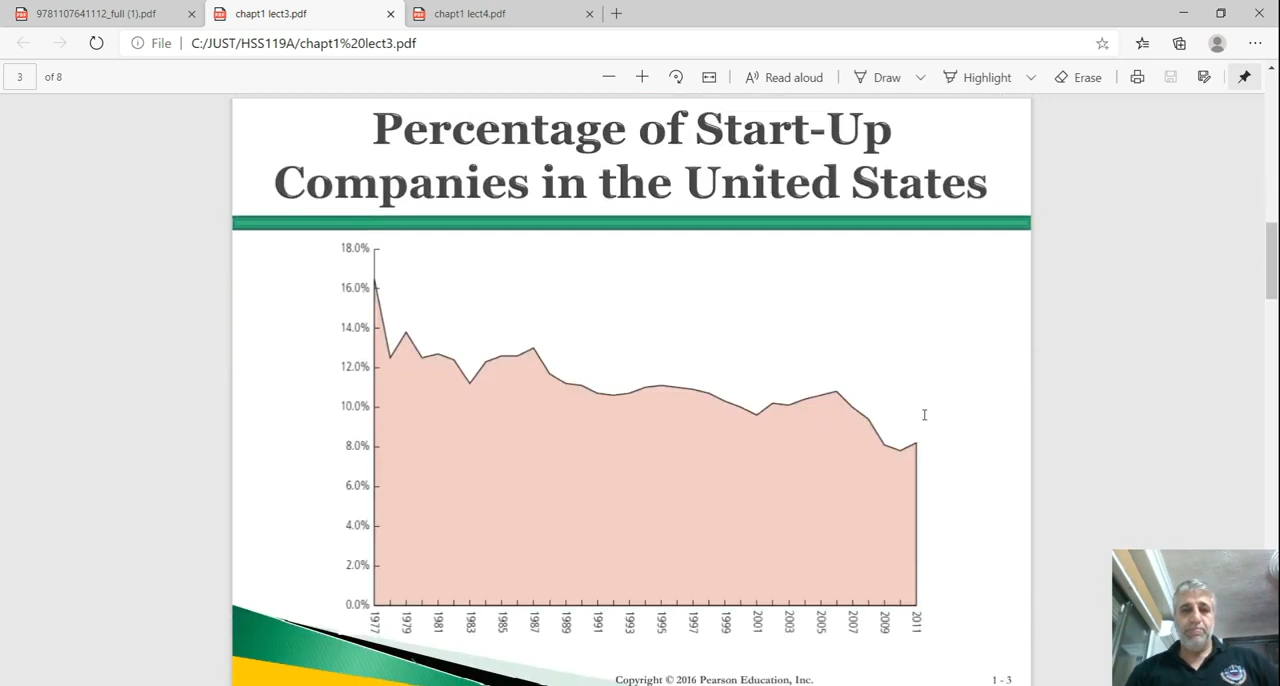 9781107641112_full (1).pdf
chapt1 lect3.pdf
chapt1 lect4.pdf
File
C:/JUST/HSS119A/chapt1%20lect3.pdf
3 of 8
Read aloud
Draw
Highlight
Erase
Percentage of Start-Up
Companies in the United States
18.0%
16.0%
14.0%
12.0%
10.0%
8.0%
6.0%
4.0%
2.0%
0.0%
1977 1979 1981 1983 1985 1987 1989 1991 1993 1995 1997 1999 2001 2003 2005 2007 2009 2011
Copyright © 2016 Pearson Education, Inc.
1 - 3